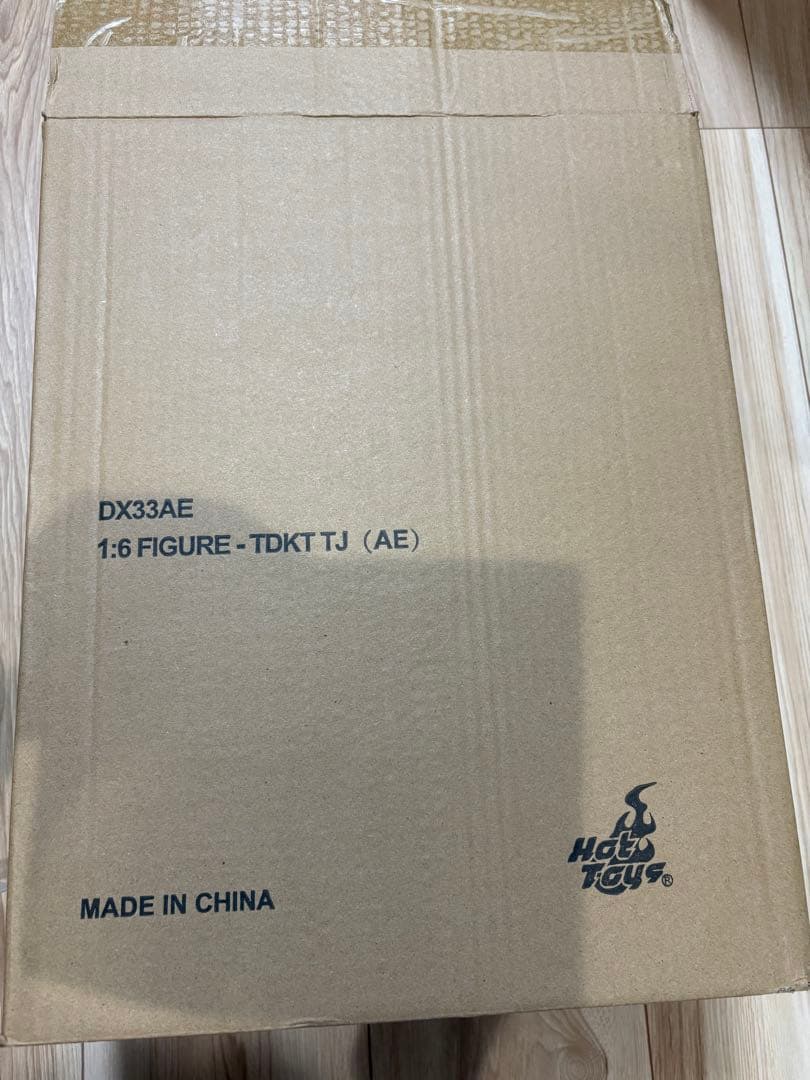 DX33AE
1:6 FIGURE - TDKT TJ（AE）
Hot
Toys®
MADE IN CHINA